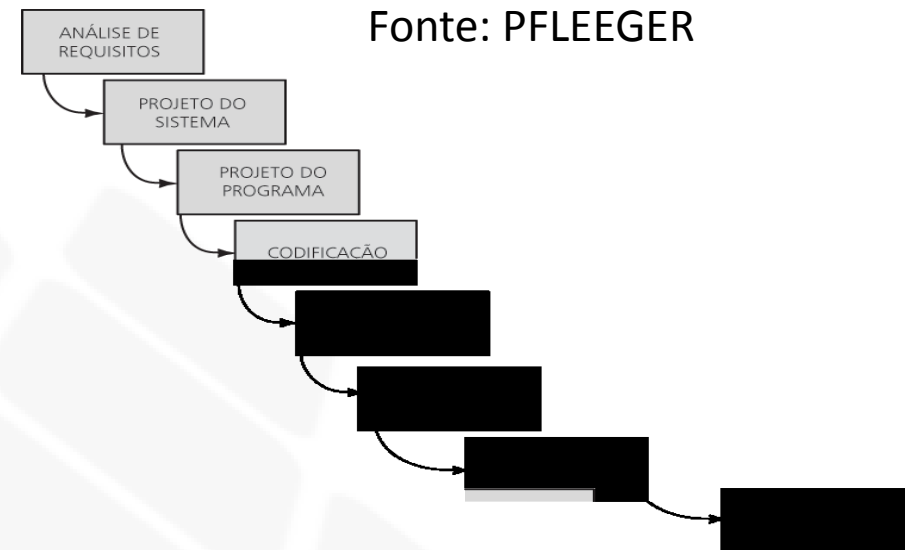 Fonte: PFLEEGER
ANÁLISE DE
REQUISITOS
PROJETO DO
SISTEMA
PROJETO DO
PROGRAMA
CODIFICAÇÃO